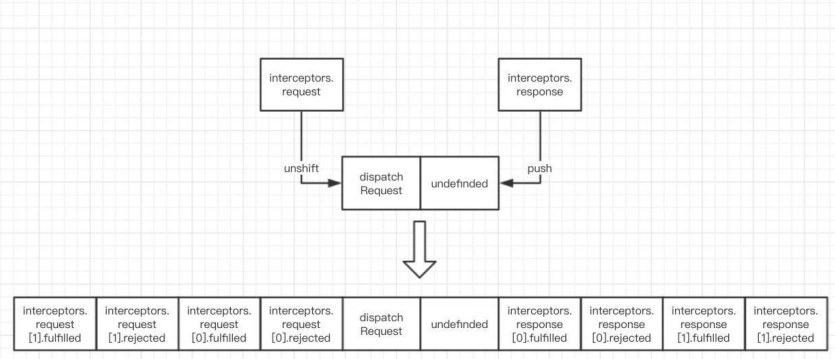 interceptors.
request
interceptors.
response
unshift
push
dispatch
Request
undefinded
interceptors.
request
[1].fulfilled
interceptors.
request
[1].rejected
interceptors.
request
[0].fulfilled
interceptors.
request
[0].rejected
dispatch
Request
undefinded
interceptors.
response
[0].fulfilled
interceptors.
response
[0].rejected
interceptors.
response
[1].fulfilled
interceptors.
response
[1].rejected